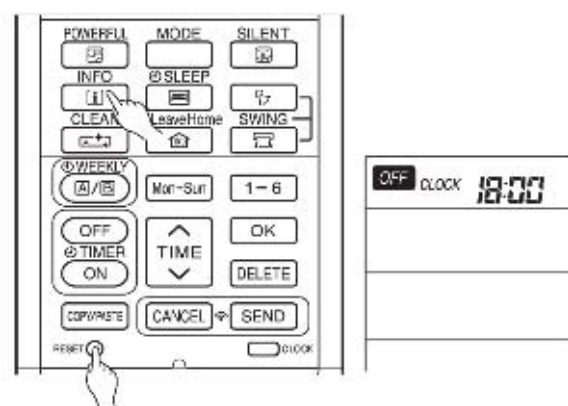 POWERFUL MODE SILENT
INFO SLEEP
CLEAN LeaveHome SWING
WEEKLY
A/B Mon-Sun 1-6
OFF OK
TIMER TIME
ON DELETE
COPY/PASTE CANCEL SEND
RESET CLOCK
OFF CLOCK 18:00